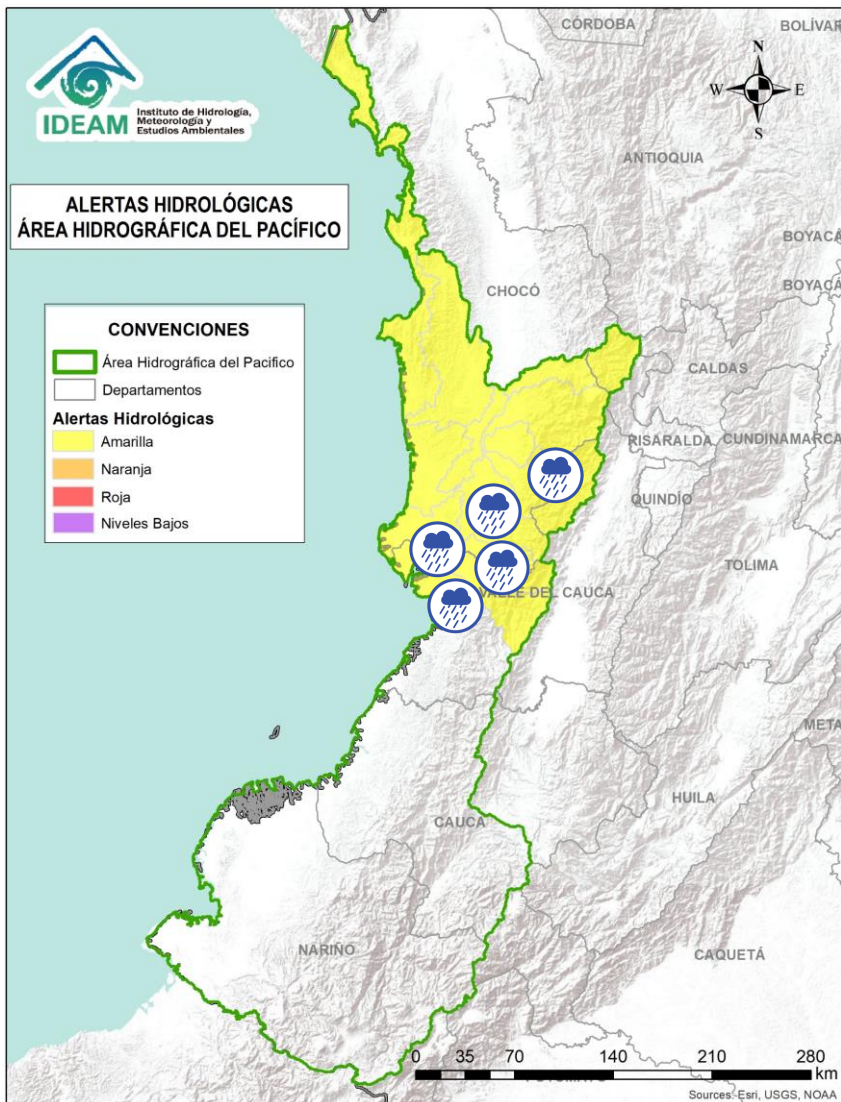 CÓRDOBA
BOLÍVAR
IDEAM
Instituto de Hidrología,
Meteorología y
Estudios Ambientales
N
W
E
S
ANTIOQUIA
ALERTAS HIDROLÓGICAS
ÁREA HIDROGRÁFICA DEL PACÍFICO
BOYACÁ
BOYACÁ
CHOCÓ
CONVENCIONES
Área Hidrográfica del Pacifico
Departamentos
Alertas Hidrológicas
Amarilla
Naranja
Roja
Niveles Bajos
CALDAS
RISARALDA
CUNDINAMARCA
QUINDÍO
TOLIMA
VALLE DEL CAUCA
META
HUILA
CAUCA
NARIÑO
CAQUETÁ
0 35 70 140 210 280
km
Sources: Esri, USGS, NOAA